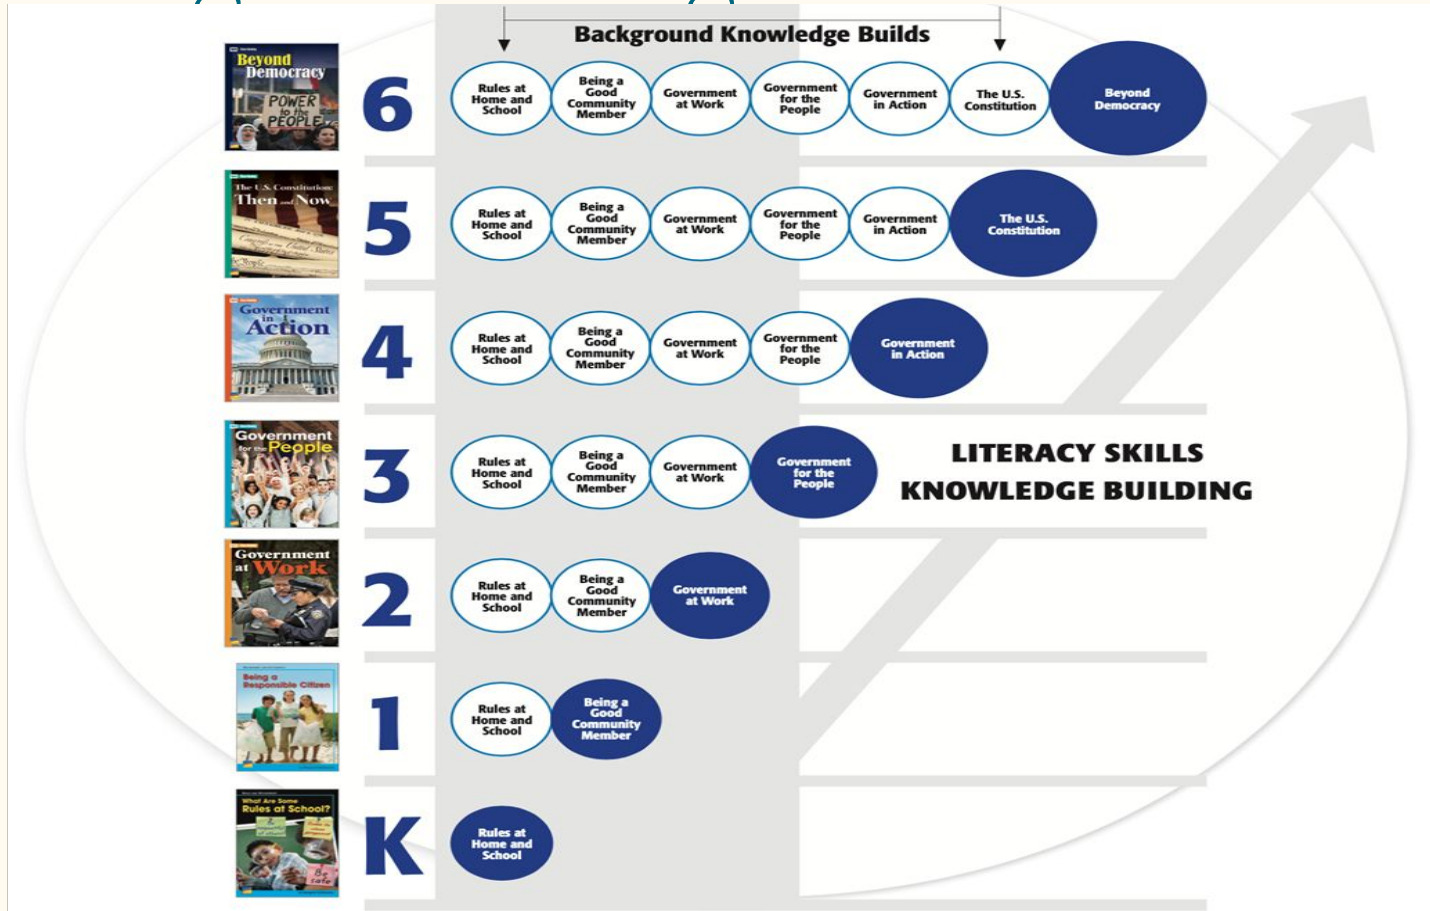 Background Knowledge Builds
Beyond
Democracy
POWER
to the
PEOPLE
6
Rules at
Home and
School
Being a
Good
Community
Member
Government
at Work
Government
for the
People
Government
in Action
The U.S.
Constitution
Beyond
Democracy
The U.S. Constitution:
Then and Now
5
Rules at
Home and
School
Being a
Good
Community
Member
Government
at Work
Government
for the
People
Government
in Action
The U.S.
Constitution
Government
in
Action
4
Rules at
Home and
School
Being a
Good
Community
Member
Government
at Work
Government
for the
People
Government
in Action
Government
for the People
3
Rules at
Home and
School
Being a
Good
Community
Member
Government
at Work
Government
for the
People
LITERACY SKILLS
KNOWLEDGE BUILDING
Government
at Work
2
Rules at
Home and
School
Being a
Good
Community
Member
Government
at Work
Being a
Responsible Citizen
1
Rules at
Home and
School
Being a
Good
Community
Member
What Are Some
Rules at School?
Be
safe
K
Rules at
Home and
School